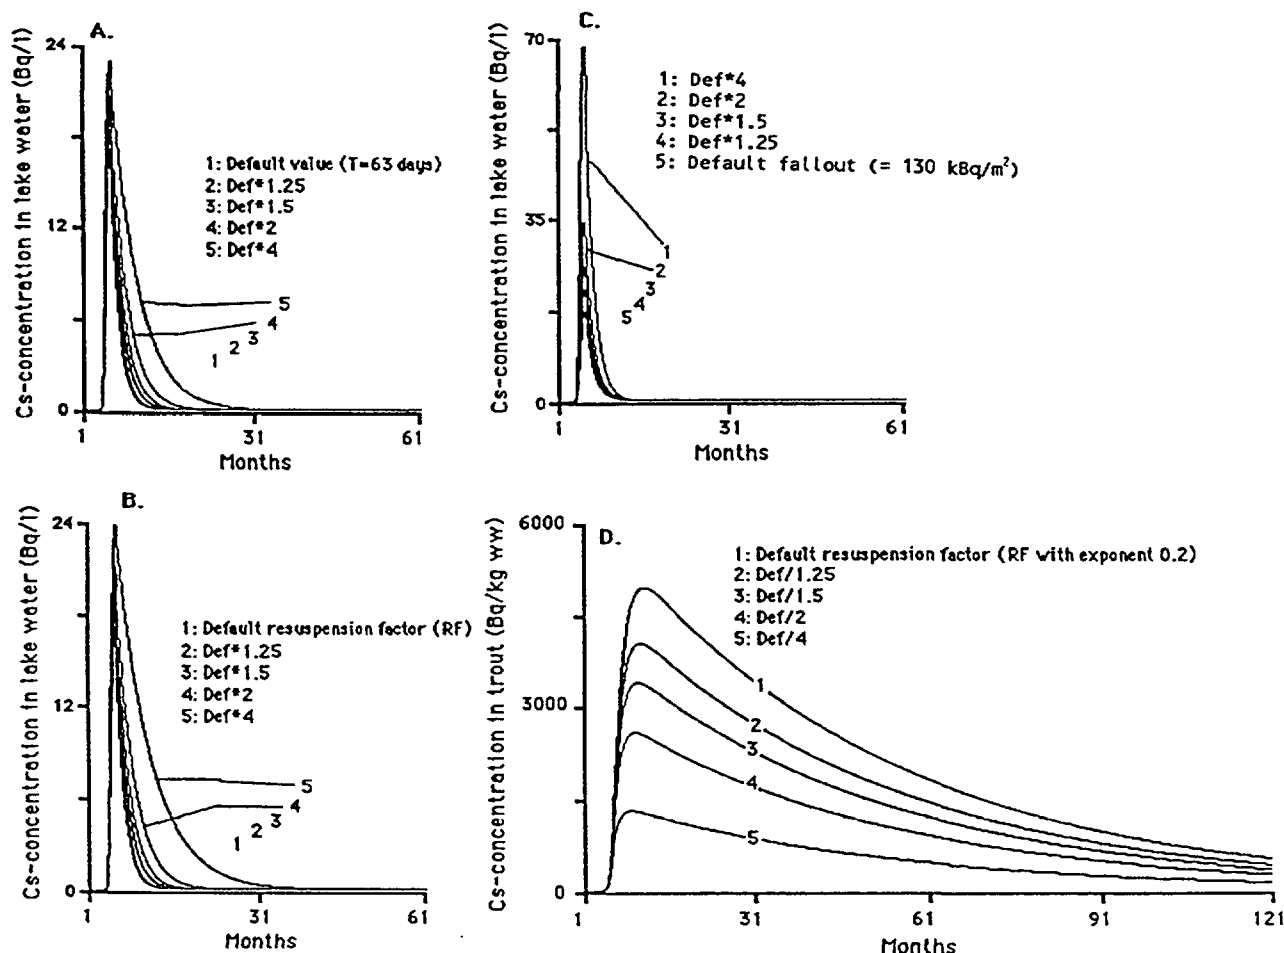 A.
Cs-concentration in lake water (Bq/l)
24
12
0
1: Default value (T=63 days)
2: Def*1.25
3: Def*1.5
4: Def*2
5: Def*4
5
4
3
2
1
1
31
61
Months
C.
Cs-concentration in lake water (Bq/l)
70
35
0
1: Def*4
2: Def*2
3: Def*1.5
4: Def*1.25
5: Default fallout (= 130 kBq/m²)
1
2
3
4
5
1
31
61
Months
B.
Cs-concentration in lake water (Bq/l)
24
12
0
1: Default resuspension factor (RF)
2: Def*1.25
3: Def*1.5
4: Def*2
5: Def*4
5
4
3
2
1
1
31
61
Months
D.
Cs-concentration in trout (Bq/kg ww)
6000
3000
0
1: Default resuspension factor (RF with exponent 0.2)
2: Def/1.25
3: Def/1.5
4: Def/2
5: Def/4
1
2
3
4
5
1
31
61
91
121
Months